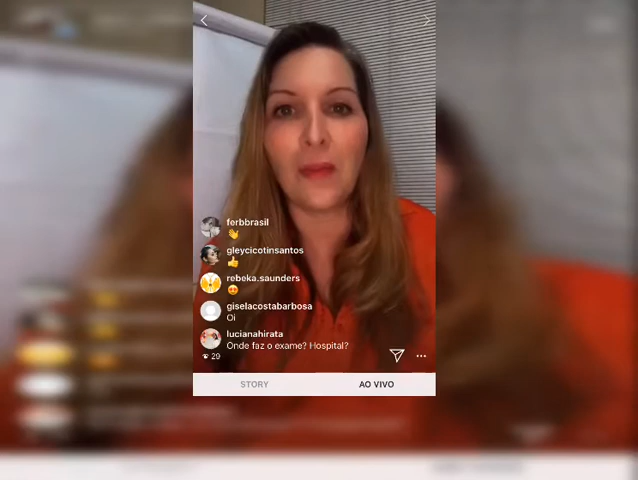 ferbbrasil
👋
gleycicotinsantos
👍
rebeka.saunders
😍
giselacostabarbosa
Oi
lucianahirata
Onde faz o exame? Hospital?
29
STORY
AO VIVO